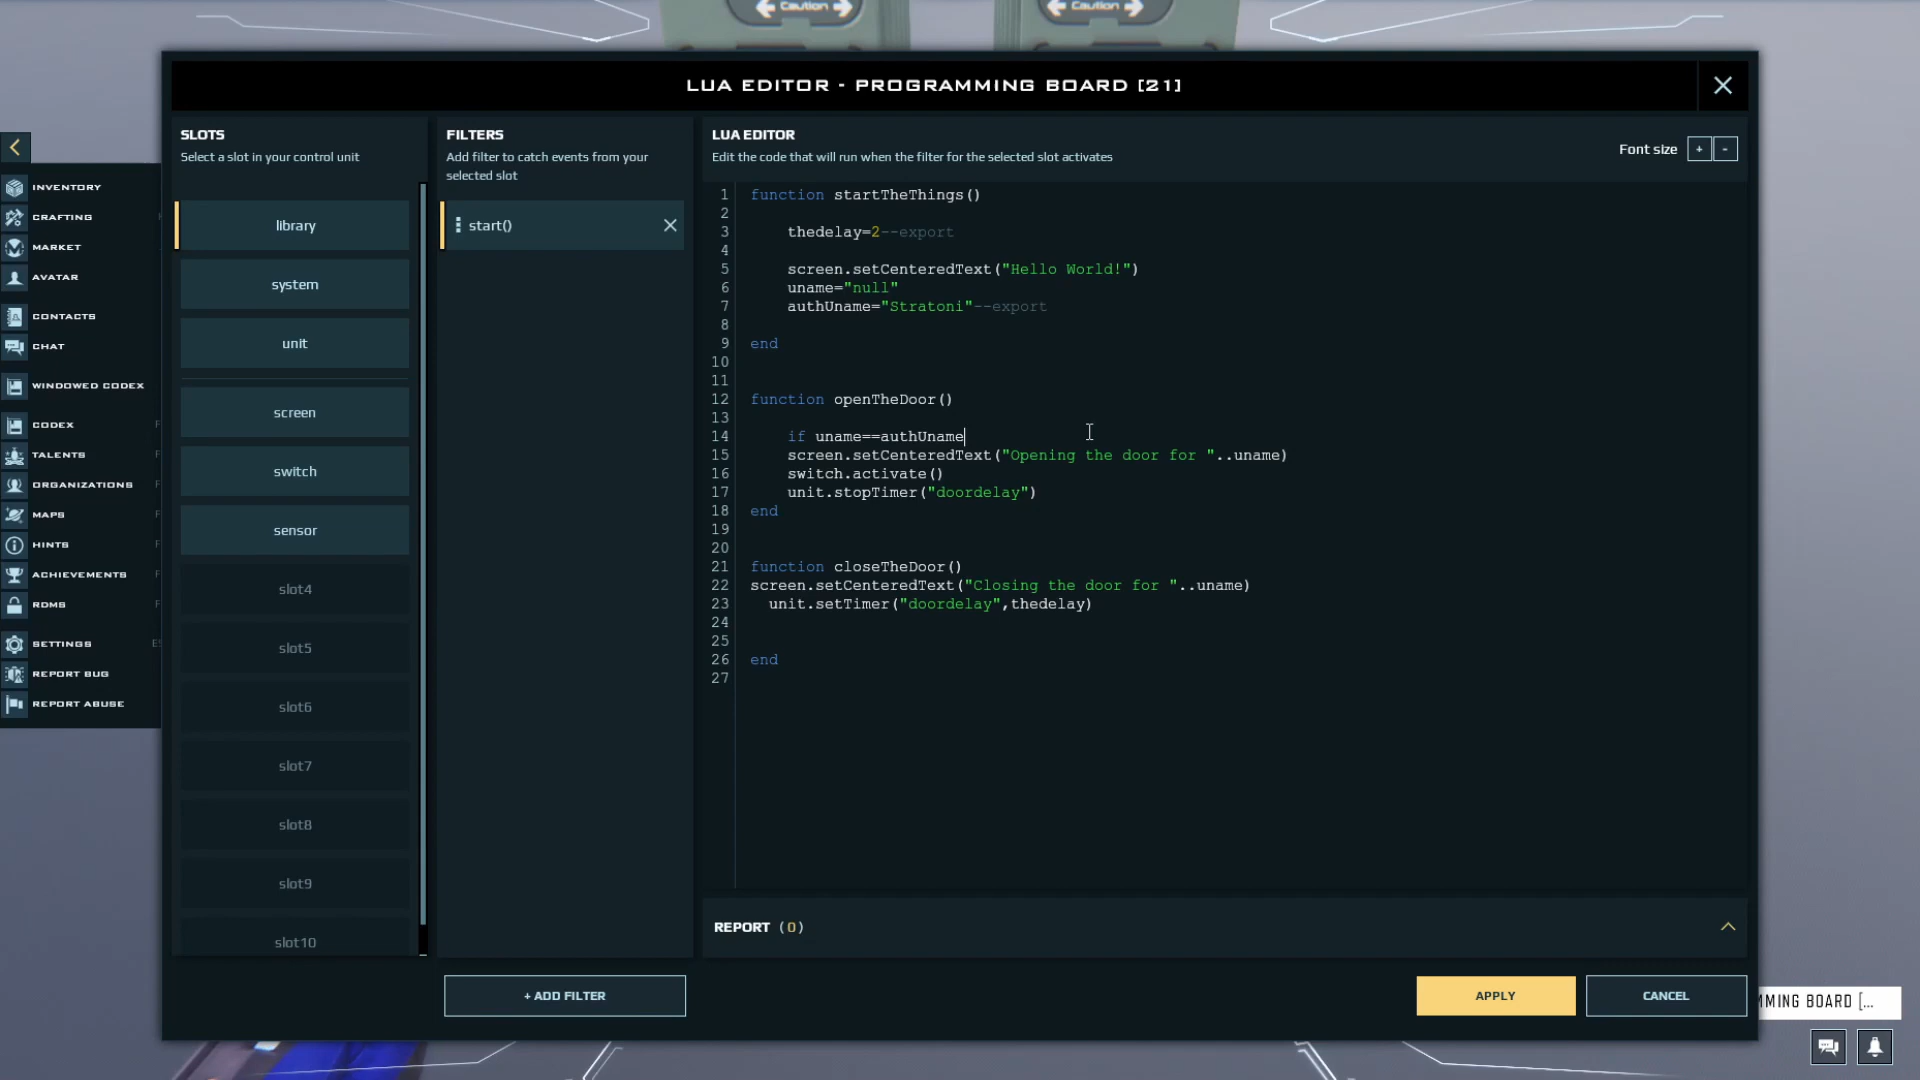 Caution
Caution
LUA EDITOR - PROGRAMMING BOARD [21]
INVENTORY
CRAFTING
MARKET
AVATAR
CONTACTS
CHAT
WINDOWED CODEX
CODEX F
TALENTS F
ORGANIZATIONS F
MAPS F
HINTS F
ACHIEVEMENTS F
RDMS F
SETTINGS
REPORT BUG
REPORT ABUSE
SLOTS
Select a slot in your control unit
library
system
unit
screen
switch
sensor
slot4
slot5
slot6
slot7
slot8
slot9
slot10
FILTERS
Add filter to catch events from your
selected slot
start()
+ ADD FILTER
LUA EDITOR
Edit the code that will run when the filter for the selected slot activates
Font size + -
1 function startTheThings()
2
3 thedelay=2--export
4
5 screen.setCenteredText("Hello World!")
6 uname="null"
7 authUname="Stratoni"--export
8
9 end
10
11
12 function openTheDoor()
13
14 if uname==authUname
15 screen.setCenteredText("Opening the door for "..uname)
16 switch.activate()
17 unit.stopTimer("doordelay")
18 end
19
20
21 function closeTheDoor()
22 screen.setCenteredText("Closing the door for "..uname)
23 unit.setTimer("doordelay",thedelay)
24
25
26 end
27
REPORT (0)
APPLY
CANCEL
MMING BOARD [...